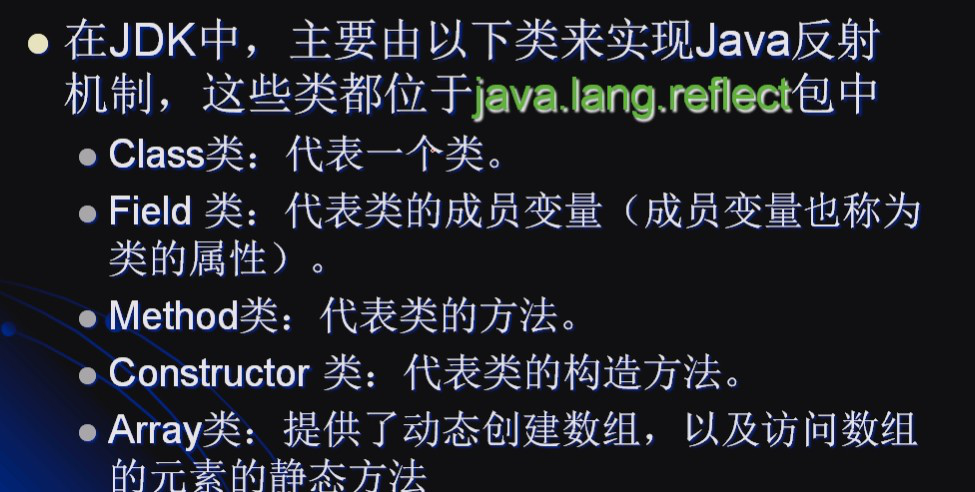 在JDK中，主要由以下类来实现Java反射
机制，这些类都位于java.lang.reflect包中
Class类：代表一个类。
Field 类：代表类的成员变量（成员变量也称为
类的属性）。
Method类：代表类的方法。
Constructor 类：代表类的构造方法。
Array类：提供了动态创建数组，以及访问数组
的元素的静态方法